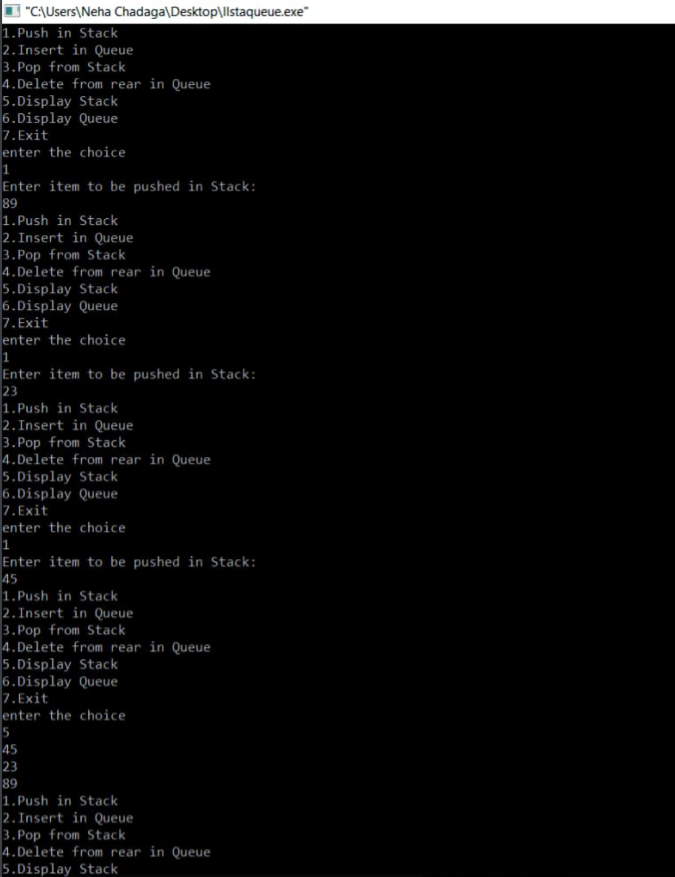 "C:\Users\Neha Chadaga\Desktop\llstaqueue.exe"
1.Push in Stack
2.Insert in Queue
3.Pop from Stack
4.Delete from rear in Queue
5.Display Stack
6.Display Queue
7.Exit
enter the choice
1
Enter item to be pushed in Stack:
89
1.Push in Stack
2.Insert in Queue
3.Pop from Stack
4.Delete from rear in Queue
5.Display Stack
6.Display Queue
7.Exit
enter the choice
1
Enter item to be pushed in Stack:
23
1.Push in Stack
2.Insert in Queue
3.Pop from Stack
4.Delete from rear in Queue
5.Display Stack
6.Display Queue
7.Exit
enter the choice
1
Enter item to be pushed in Stack:
45
1.Push in Stack
2.Insert in Queue
3.Pop from Stack
4.Delete from rear in Queue
5.Display Stack
6.Display Queue
7.Exit
enter the choice
5
45
23
89
1.Push in Stack
2.Insert in Queue
3.Pop from Stack
4.Delete from rear in Queue
5.Display Stack